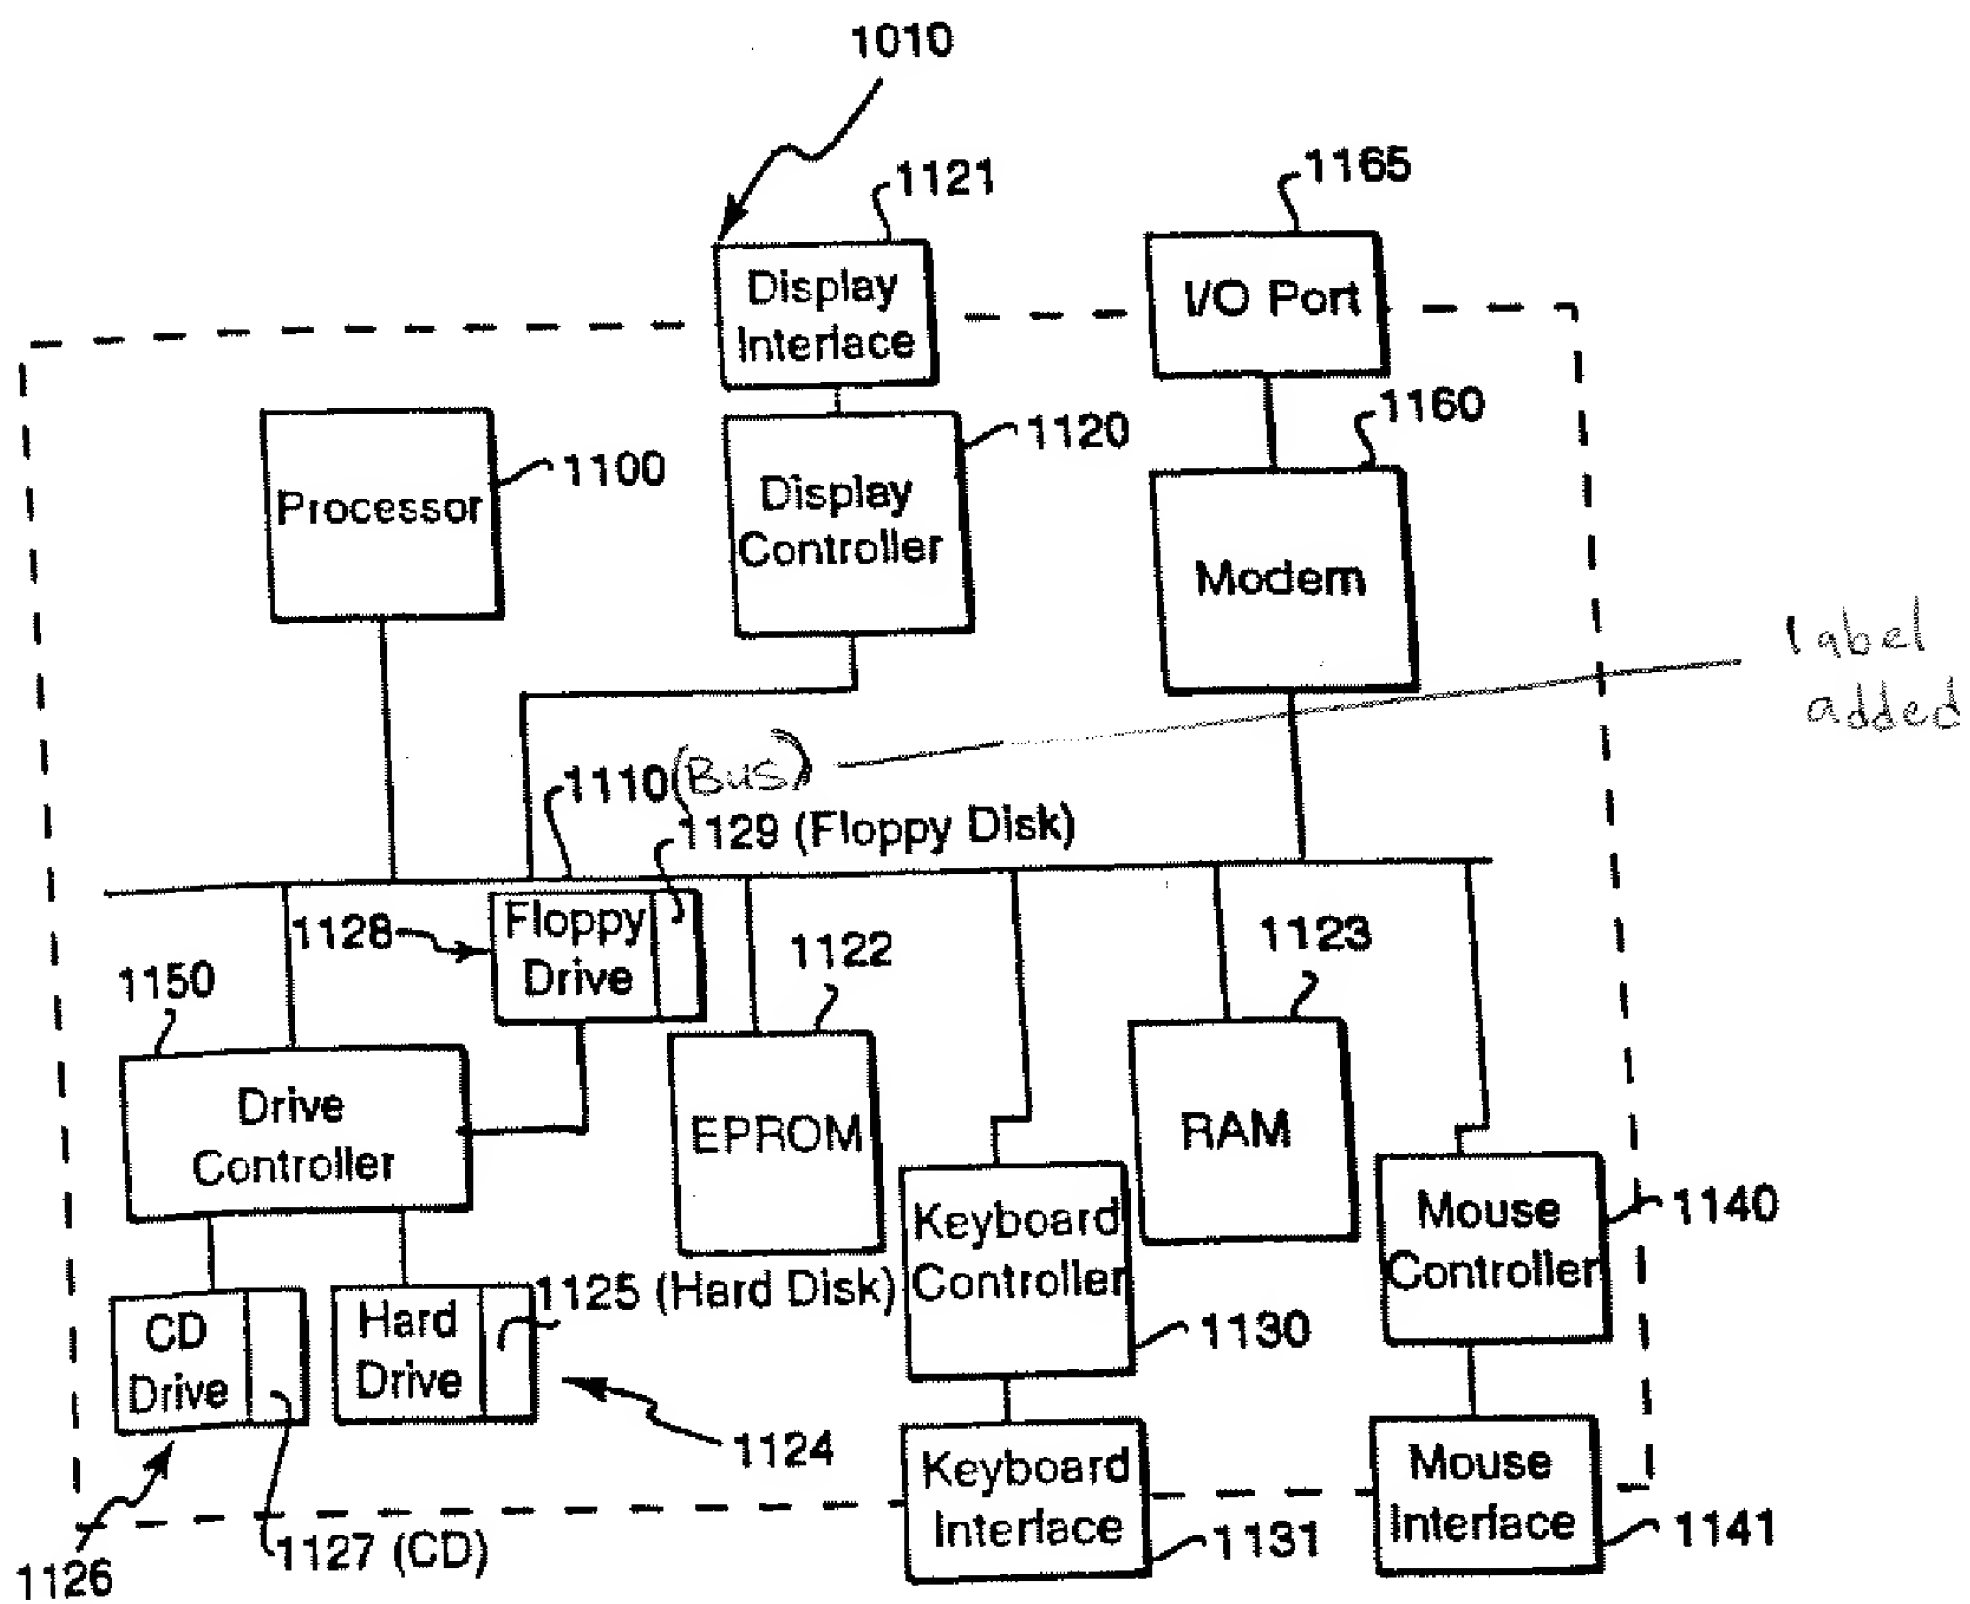 1010
1121
1165
Display
Interface
I/O Port
1160
1120
1100
Processor
Display
Controller
Modem
label
added
1110 (Bus)
1129 (Floppy Disk)
1128
Floppy
Drive
1122
1123
1150
Drive
Controller
EPROM
RAM
Keyboard
Controller
Mouse
Controller
1140
1125 (Hard Disk)
CD
Drive
Hard
Drive
1130
1124
Keyboard
Interface
Mouse
Interface
1131
1141
1127 (CD)
1126